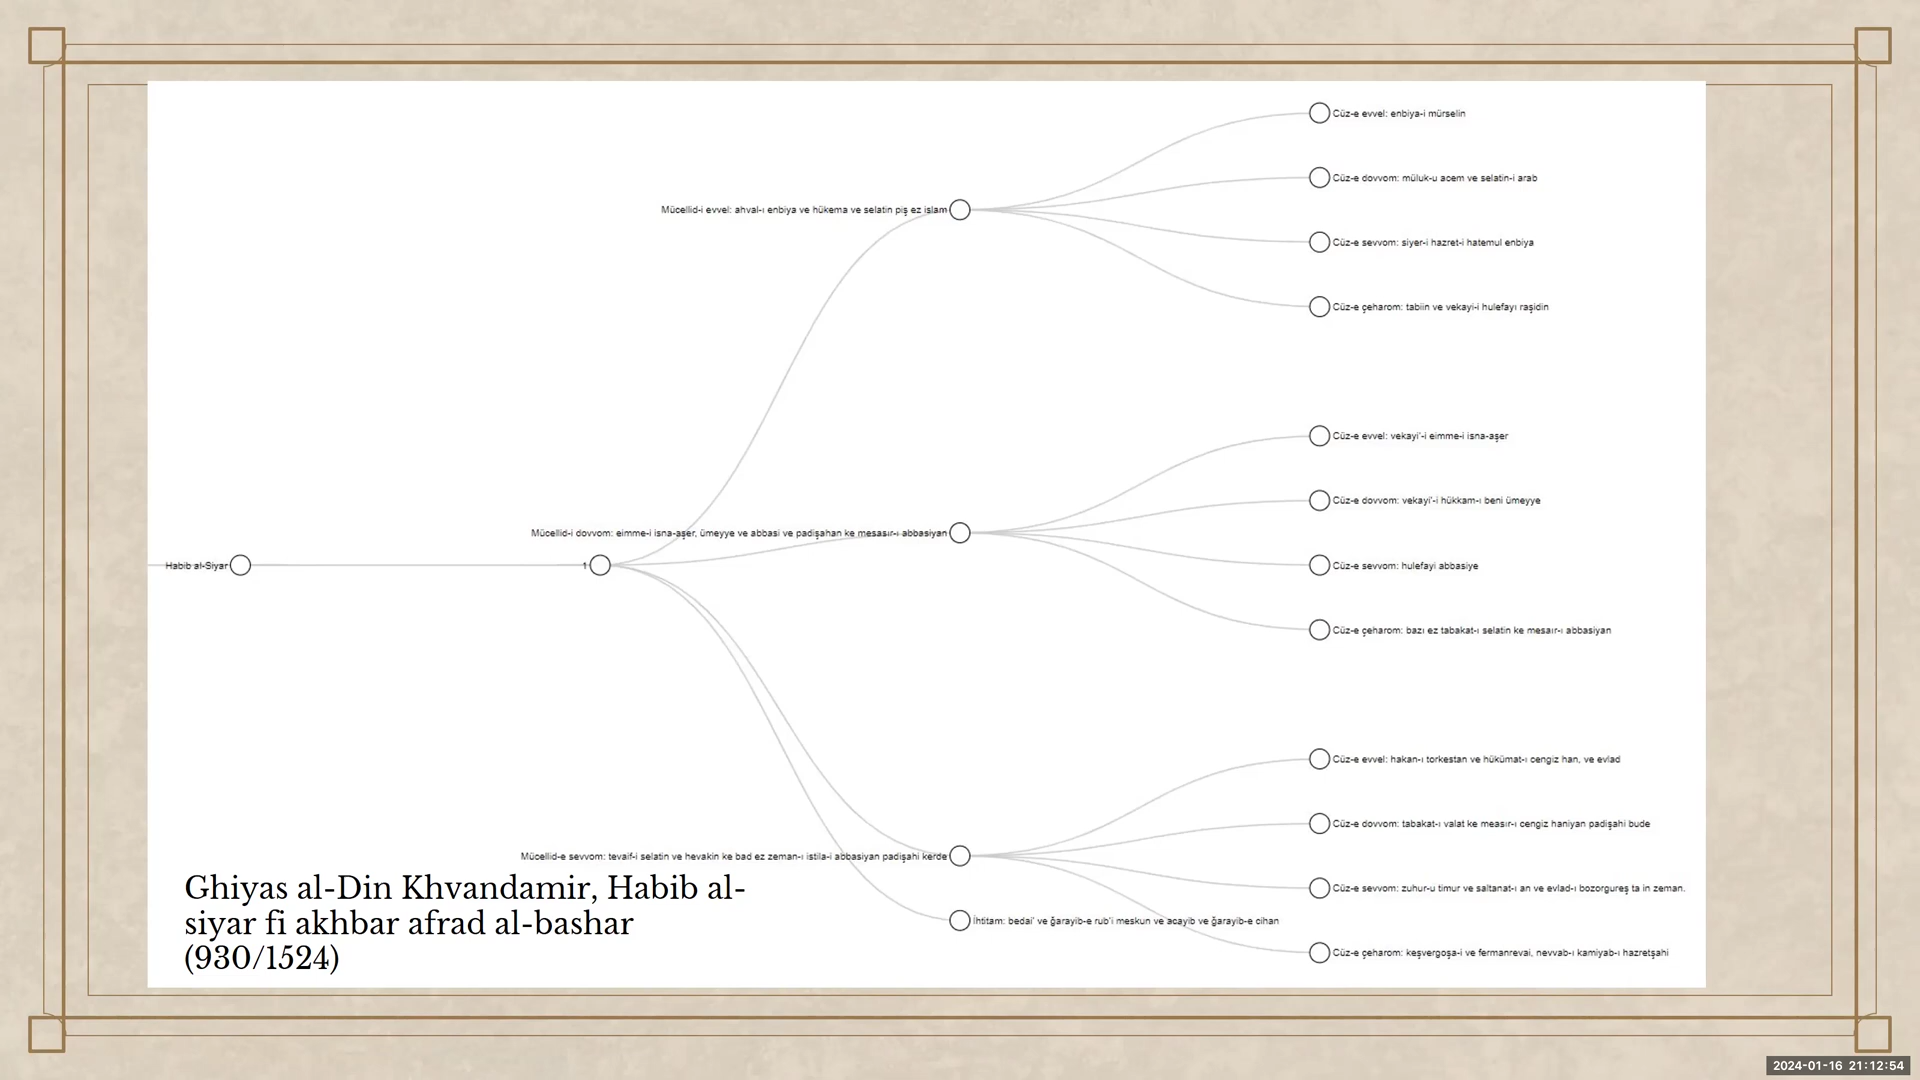 Cüz-e evvel: enbiya-i mürselin
Cüz-e dovvom: müluk-u acem ve selatin-i arab
Mücellid-i evvel: ahval-ı enbiya ve hükema ve selatin piş ez islam
Cüz-e sevvom: siyer-i hazret-i hatemul enbiya
Cüz-e çeharom: tabiin ve vekayi-i hulefayı raşidin
Cüz-e evvel: vekayi'-i eimme-i isna-aşer
Cüz-e dovvom: vekayi'-i hükkam-ı beni ümeyye
Mücellid-i dovvom: eimme-i isna-aşer, ümeyye ve abbasi ve padişahan ke mesasır-ı abbasiyan
Habib al-Siyar
1
Cüz-e sevvom: hulefayi abbasiye
Cüz-e çeharom: bazı ez tabakat-ı selatin ke mesaır-ı abbasiyan
Cüz-e evvel: hakan-ı torkestan ve hükümat-ı cengiz han, ve evlad
Cüz-e dovvom: tabakat-ı valat ke measır-ı cengiz haniyan padişahi bude
Mücellid-e sevvom: tevaif-i selatin ve hevakin ke bad ez zeman-ı istila-i abbasiyan padişahi kerde
Cüz-e sevvom: zuhur-u timur ve saltanat-ı an ve evlad-ı bozorgureş ta in zeman.
İhtitam: bedai' ve ğarayib-e rub'i meskun ve acayib ve ğarayib-e cihan
Cüz-e çeharom: keşvergoşa-i ve fermanrevai, nevvab-ı kamiyab-ı hazretşahi
Ghiyas al-Din Khvandamir, Habib al-
siyar fi akhbar afrad al-bashar
(930/1524)
2024-01-16 21:12:54